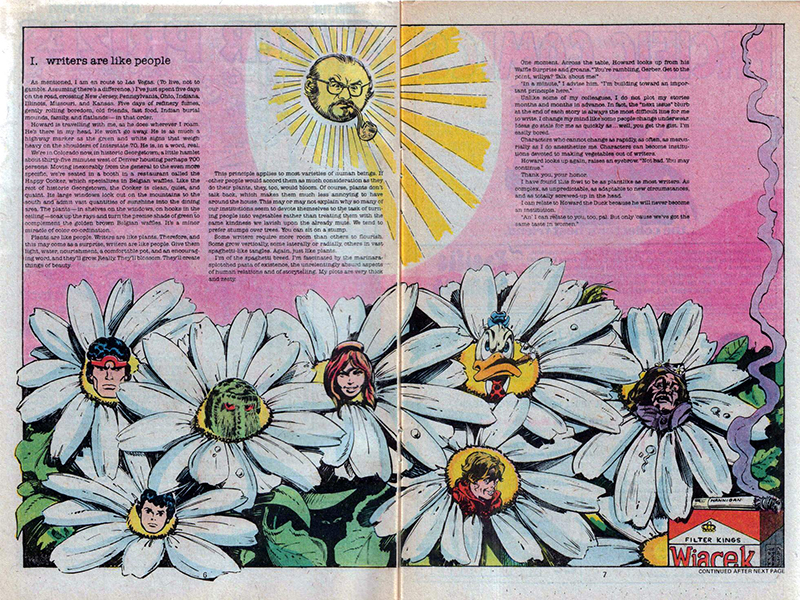 I. writers are like people
As mentioned, I am en route to Las Vegas. (To live, not to
gamble. Assuming there's a difference.) I've just spent five days
on the road, crossing New Jersey, Pennsylvania, Ohio, Indiana,
Illinois, Missouri, and Kansas. Five days of refinery fumes,
gently rolling boredom, old friends, fast food, Indian burial
mounds, family, and flatlands— in that order.
Howard is travelling with me, as he does wherever I roam.
He's there in my head. He won't go away. He is as much a
highway marker as the green and white signs that weigh
heavy on the shoulders of Interstate 70. He is, in a word, real.
We're in Colorado now, in historic Georgetown, a little hamlet
about thirty-five minutes west of Denver housing perhaps 700
persons. Moving inexorably from the general to the even more
specific, we're seated in a booth in a restaurant called the
Happy Cooker, which specializes in Belgian waffles. Like the
rest of historic Georgetown, the Cooker is clean, quiet, and
quaint. Its large windows look out on the mountains to the
south and admit vast quantities of sunshine into the dining
area. The plants— in shelves on the windows, on hooks in the
ceiling—soak up the rays and turn the precise shade of green to
complement the golden brown Belgian waffles. It's a minor
miracle of color co-ordination.
Plants are like people. Writers are like plants. Therefore, and
this may come as a surprise, writers are like people. Give them
light, water, nourishment, a comfortable pot, and an encourag-
ing word, and they'll grow. Really. They'll blossom. They'll create
things of beauty.
This principle applies to most varieties of human beings. If
other people would accord them as much consideration as they
do their plants, they, too, would bloom. Of course, plants don't
talk back, which makes them much less annoying to have
around the house. This may or may not explain why so many of
our institutions seem to devote themselves to the task of turn-
ing people into vegetables rather than treating them with the
same kindness we lavish upon the already mute. We tend to
prefer stumps over trees. You can sit on a stump.
Some writers require more room than others to flourish.
Some grow vertically, some laterally or radially, others in vast
spaghetti-like tangles. Again, just like plants.
I'm of the spaghetti breed. I'm fascinated by the marinara-
splotched pasta of existence, the unrelentingly absurd aspects
of human relations and of storytelling. My plots are very thick
and zesty.
One moment. Across the table, Howard looks up from his
Waffle Surprise and groans. "You're rambling, Gerber. Get to the
point, willya? Talk about me!"
"In a minute," I advise him. "I'm building toward an impor-
tant principle here."
Unlike some of my colleagues, I do not plot my stories
months and months in advance. In fact, the "next issue" blurb
at the end of each story is always the most difficult line for me
to write. I change my mind like some people change underwear.
Ideas go stale for me as quickly as... well, you get the gist. I'm
easily bored.
Characters who cannot change as rapidly, as often, as mercu-
rially as I do anesthetize me. Characters can become institu-
tions devoted to making vegetables out of writers.
Howard looks up again, raises an eyebrow. "Not bad. You may
continue."
Thank you, your honor.
I have found this fowl to be as plantlike as most writers. As
complex, as unpredictable, as adaptable to new circumstances,
and as totally screwed-up in the head.
I can relate to Howard the Duck because he will never become
an institution.
"An' I can relate to you, too, pal. But only 'cause we've got the
same taste in women."
HANNIGAN
FILTER KINGS
Wiacek
6
7
CONTINUED AFTER NEXT PAGE